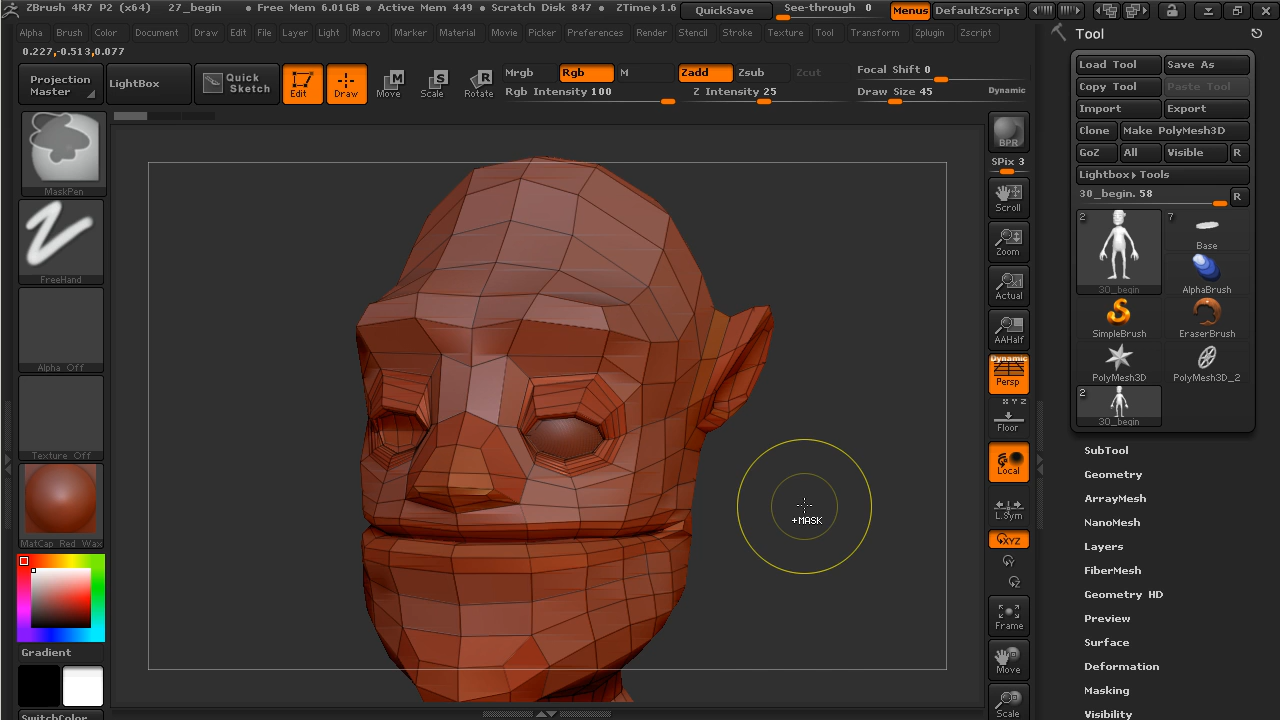 ZBrush 4R7 P2 (x64) 27_begin • Free Mem 6.01GB • Active Mem 449 • Scratch Disk 847 • ZTime▸1.6 QuickSave See-through 0 Menus DefaultZScript
Alpha Brush Color Document Draw Edit File Layer Light Macro Marker Material Movie Picker Preferences Render Stencil Stroke Texture Tool Transform Zplugin Zscript
0.227,-0.513,0.077
Projection Master
LightBox
Quick Sketch
Edit
Draw
Move
Scale
Rotate
Mrgb Rgb M
Rgb Intensity 100
Zadd Zsub Zcut
Z Intensity 25
Focal Shift 0
Draw Size 45
Dynamic
MaskPen
FreeHand
Alpha Off
Texture Off
MatCap Red Wax
Gradient
SwitchColor
+MASK
BPR
SPix 3
Scroll
Zoom
Actual
AAHalf
Dynamic
Persp
X Y Z
Floor
Local
L.Sym
XYZ
Y
Z
Frame
Move
Scale
Tool
Load Tool Save As
Copy Tool Paste Tool
Import Export
Clone Make PolyMesh3D
GoZ All Visible R
Lightbox▸Tools
30_begin. 58 R
2 7
Base
30_begin AlphaBrush
SimpleBrush EraserBrush
PolyMesh3D PolyMesh3D_2
2
30_begin
SubTool
Geometry
ArrayMesh
NanoMesh
Layers
FiberMesh
Geometry HD
Preview
Surface
Deformation
Masking
Visibility